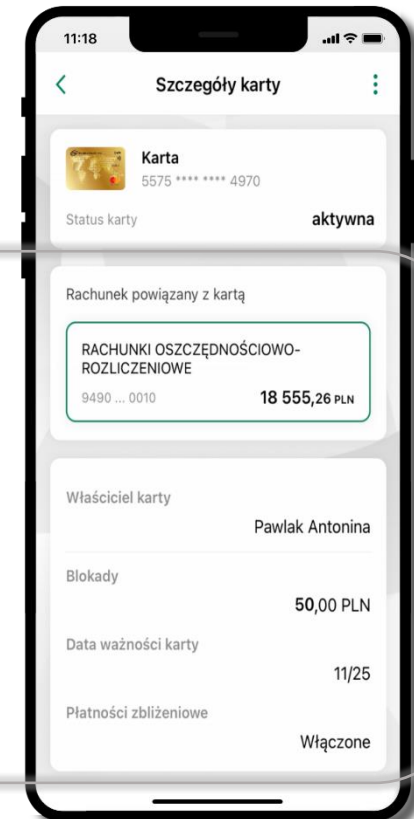 11:18
Szczegóły karty
Karta
5575 **** **** 4970
Status karty
aktywna
Rachunek powiązany z kartą
RACHUNKI OSZCZĘDNOŚCIOWO-
ROZLICZENIOWE
9490 ... 0010
18 555,26 PLN
Właściciel karty
Pawlak Antonina
Blokady
50,00 PLN
Data ważności karty
11/25
Płatności zbliżeniowe
Włączone